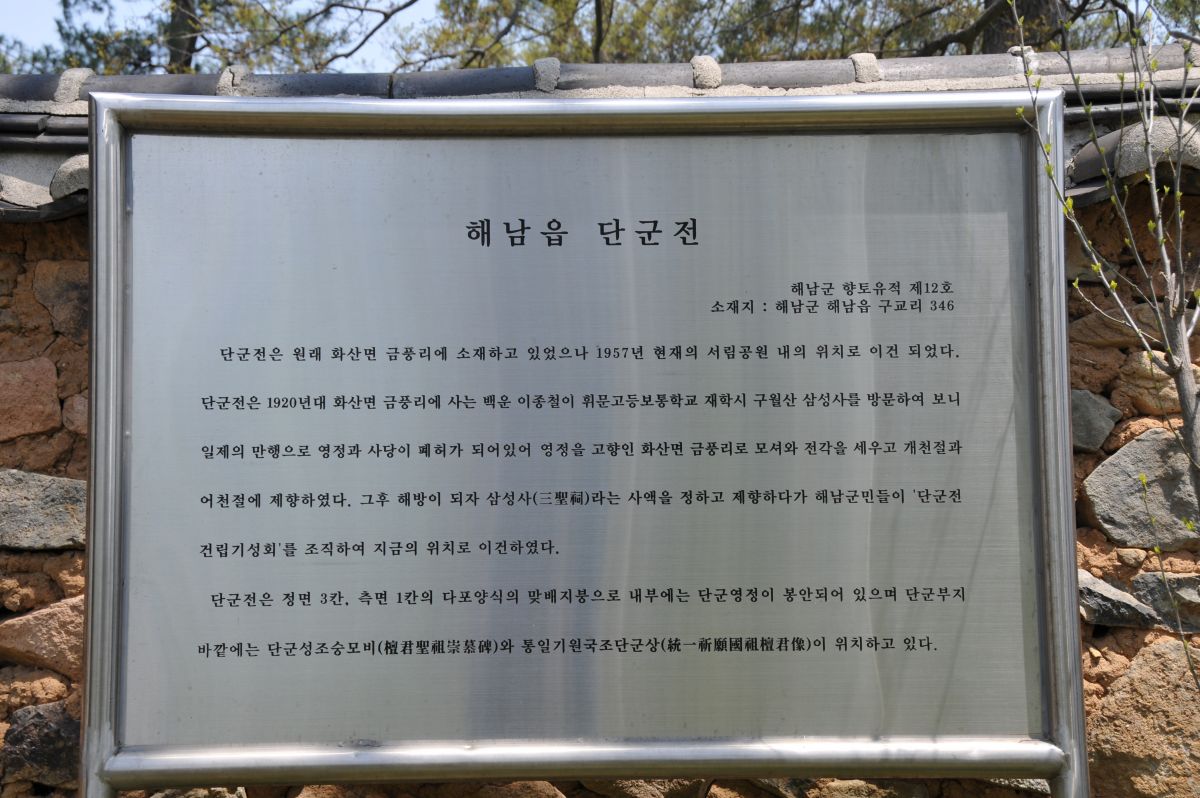 해남읍 단군전
해남군 향토유적 제12호
소재지 : 해남군 해남읍 구교리 346
단군전은 원래 화산면 금풍리에 소재하고 있었으나 1957년 현재의 서림공원 내의 위치로 이건 되었다.
단군전은 1920년대 화산면 금풍리에 사는 백운 이종철이 휘문고등보통학교 재학시 구월산 삼성사를 방문하여 보니
일제의 만행으로 영정과 사당이 폐허가 되어있어 영정을 고향인 화산면 금풍리로 모셔와 전각을 세우고 개천절과
어천절에 제향하였다. 그후 해방이 되자 삼성사(三聖祠)라는 사액을 정하고 제향하다가 해남군민들이 '단군전
건립기성회'를 조직하여 지금의 위치로 이건하였다.
단군전은 정면 3칸, 측면 1칸의 다포양식의 맞배지붕으로 내부에는 단군영정이 봉안되어 있으며 단군부지
바깥에는 단군성조숭모비(檀君聖祖崇慕碑)와 통일기원국조단군상(統一祈願國祖檀君像)이 위치하고 있다.